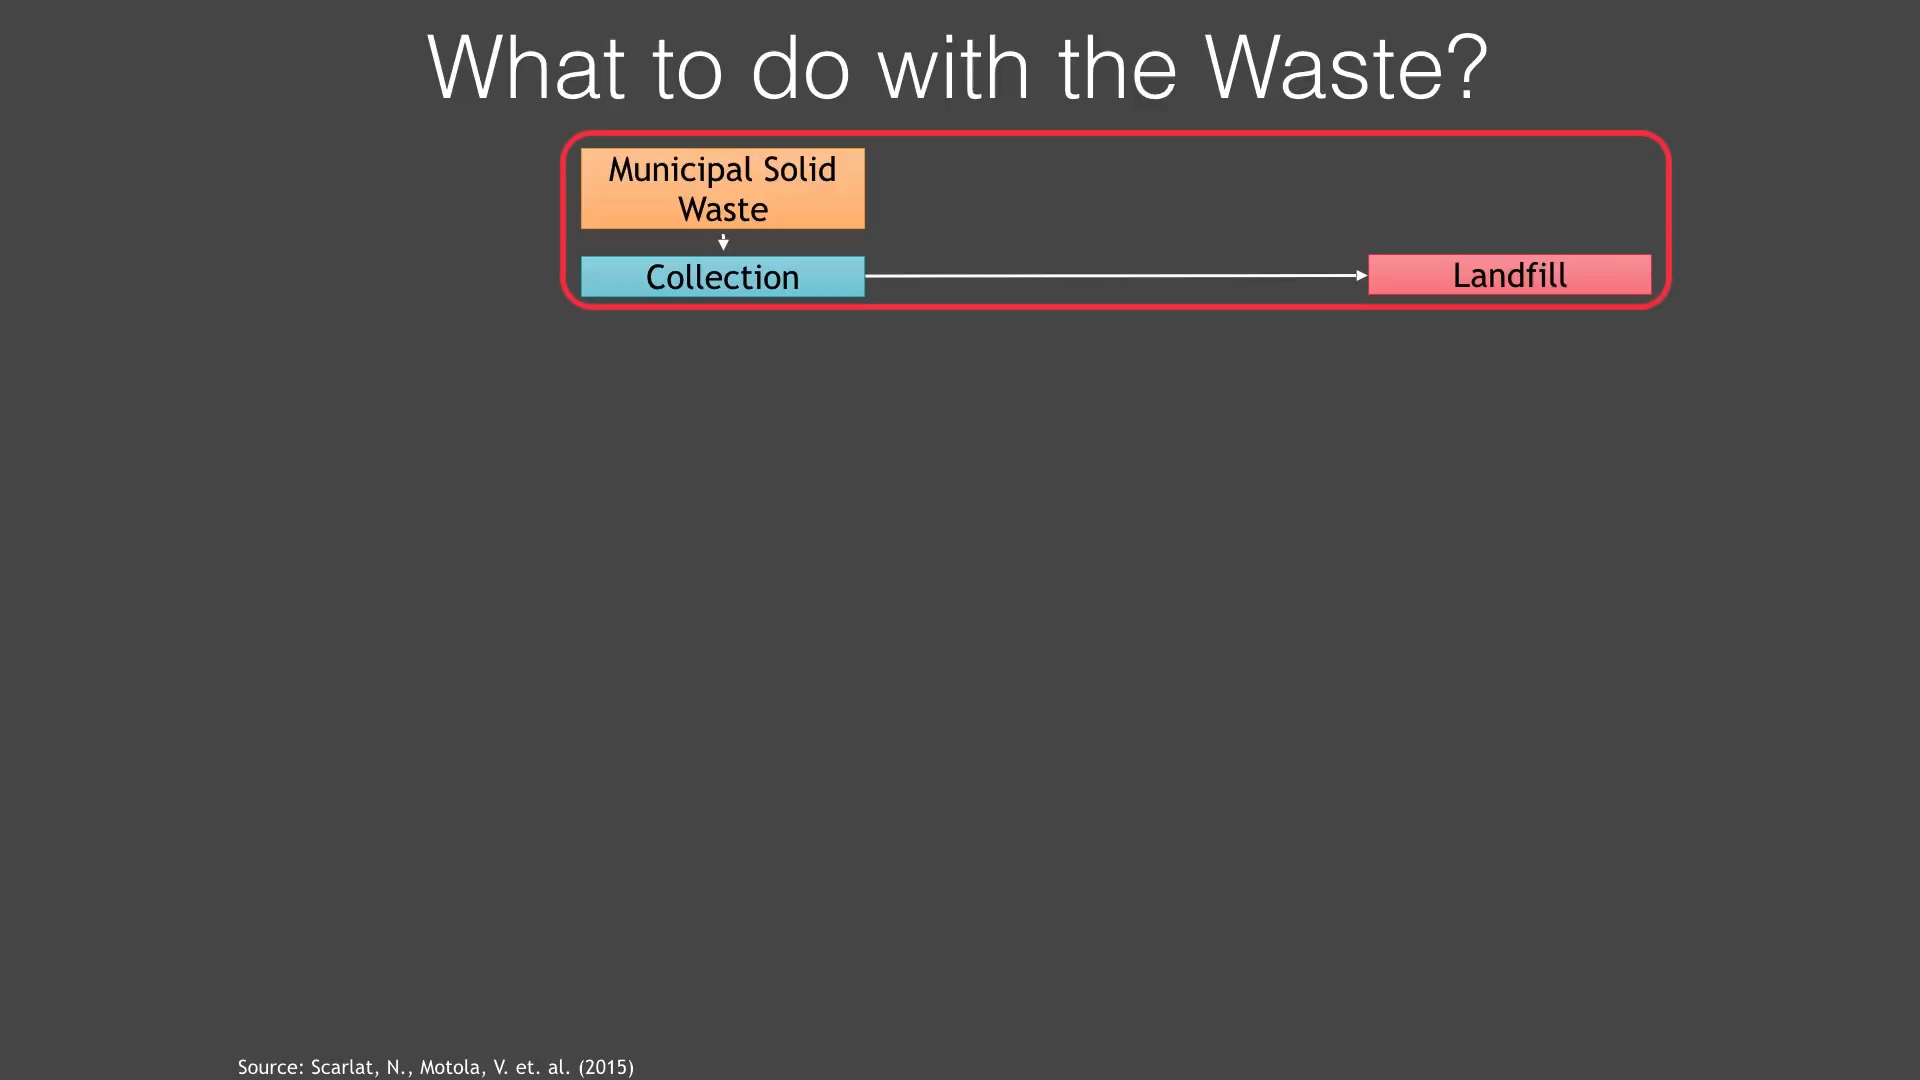 What to do with the Waste?
Municipal Solid
Waste
Collection
Landfill
Source: Scarlat, N., Motola, V. et. al. (2015)